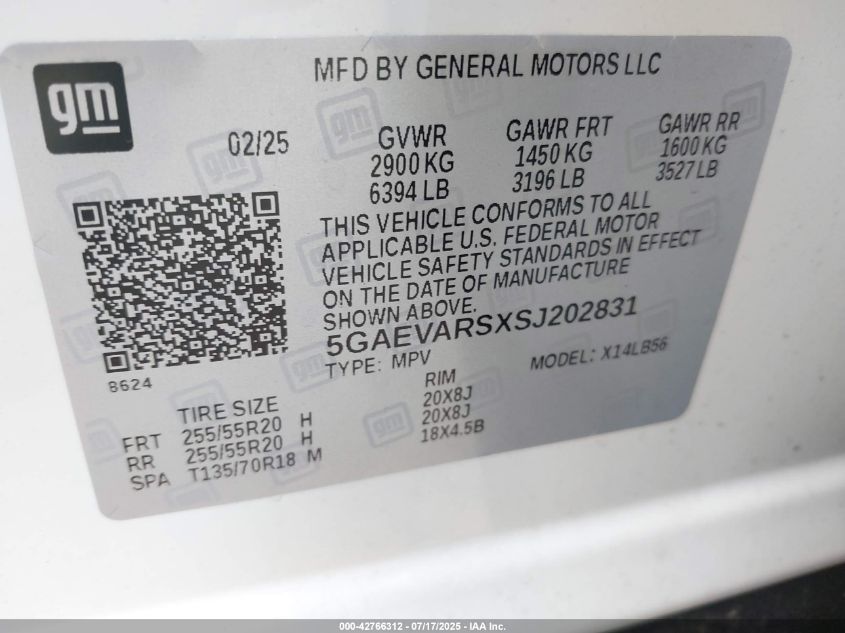 gm
MFD BY GENERAL MOTORS LLC
02/25
GVWR
2900 KG
6394 LB
GAWR FRT
1450 KG
3196 LB
GAWR RR
1600 KG
3527 LB
THIS VEHICLE CONFORMS TO ALL
APPLICABLE U.S. FEDERAL MOTOR
VEHICLE SAFETY STANDARDS IN EFFECT
ON THE DATE OF MANUFACTURE
SHOWN ABOVE.
5GAEVARSXSJ202831
TYPE: MPV MODEL: X14LB56
8624
TIRE SIZE RIM
FRT 255/55R20 H 20X8J
RR 255/55R20 H 20X8J
SPA T135/70R18 M 18X4.5B
000-42766312 - 07/17/2025 - IAA Inc.